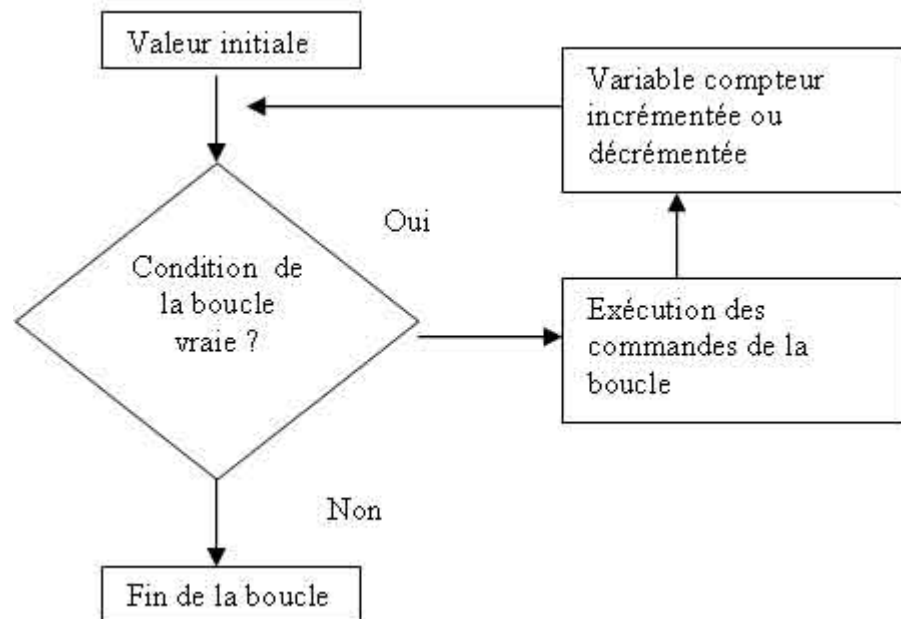 Valeur initiale
Variable compteur
incrémentée ou
décrémentée
Oui
Condition de
la boucle
vraie ?
Exécution des
commandes de la
boucle
Non
Fin de la boucle